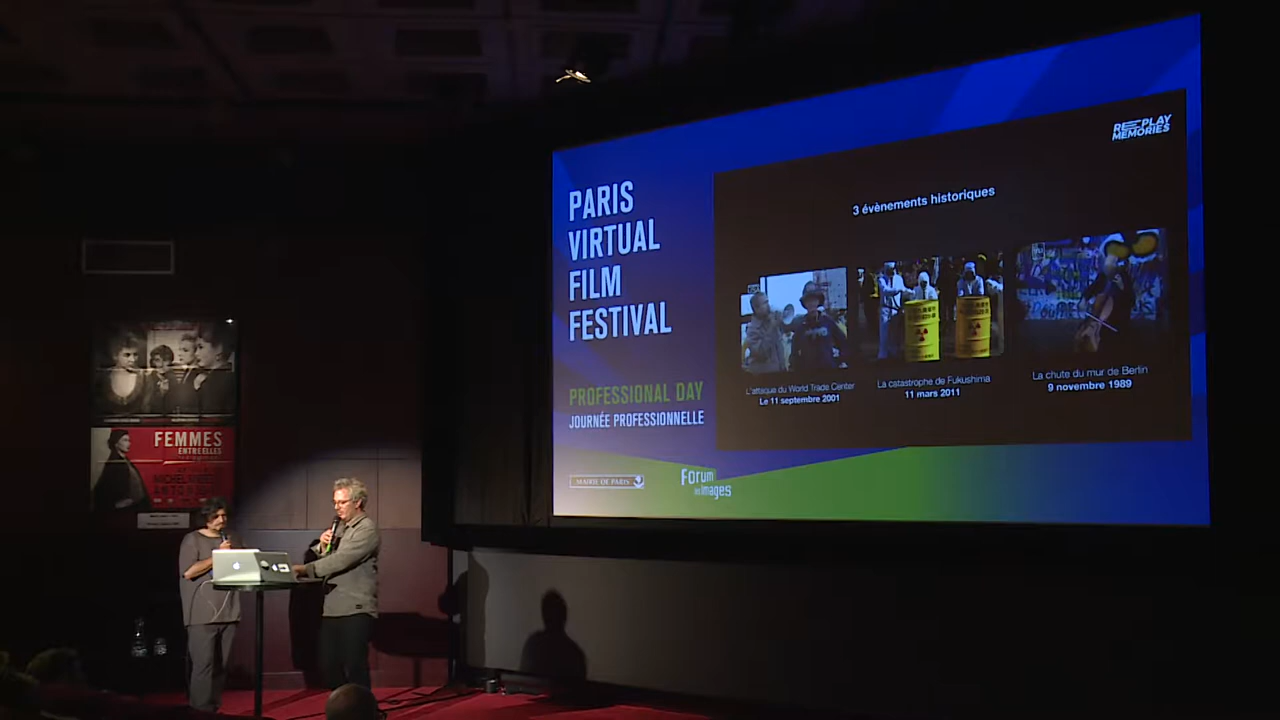 PARIS
VIRTUAL
FILM
FESTIVAL
PROFESSIONAL DAY
JOURNÉE PROFESSIONNELLE
MAIRIE DE PARIS
Forum
des images
REPLAY
MEMORIES
3 évènements historiques
L'attaque du World Trade Center
Le 11 septembre 2001
La catastrophe de Fukushima
11 mars 2011
La chute du mur de Berlin
9 novembre 1989
FEMMES
ENTRE ELLES